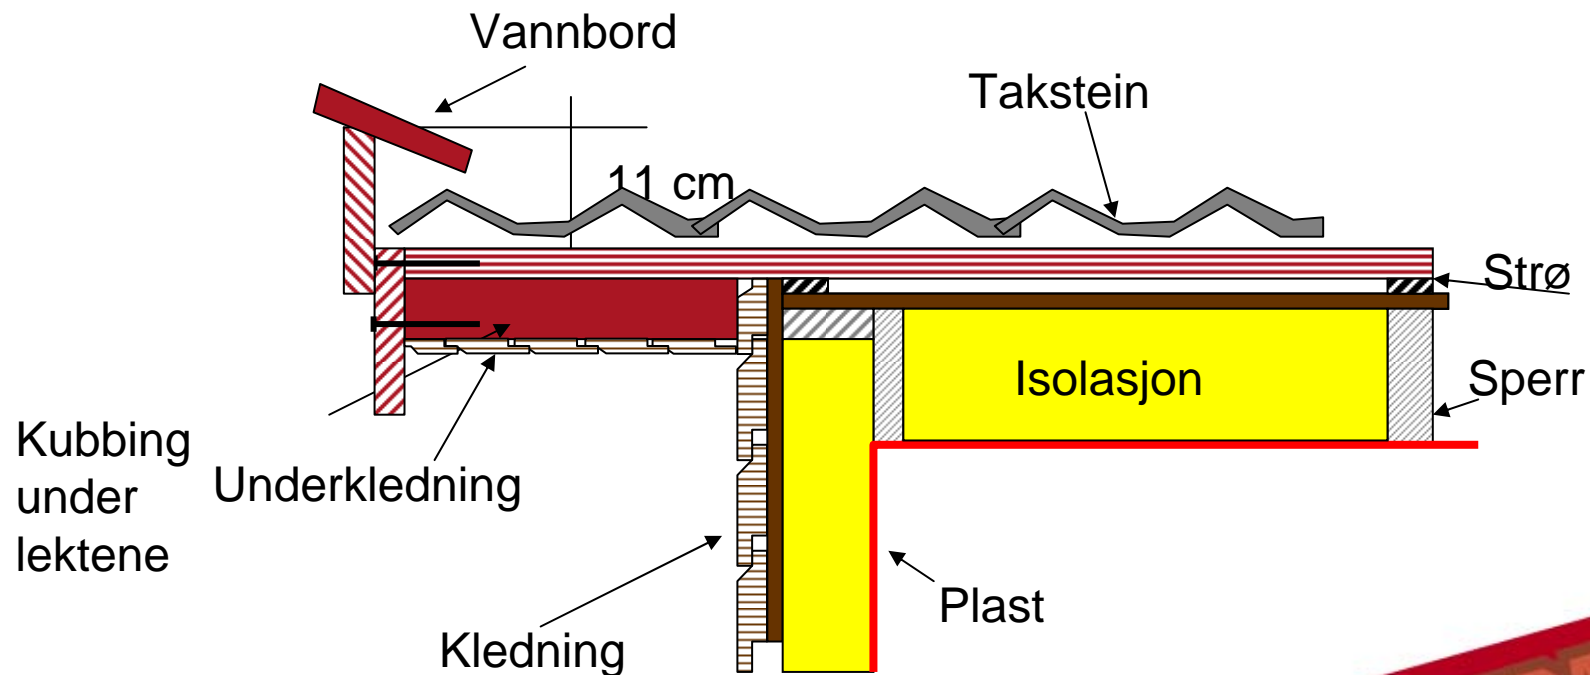 Vannbord
Takstein
11 cm
Strø
Isolasjon
Sperr
Kubbing
under
lektene
Underkledning
Plast
Kledning